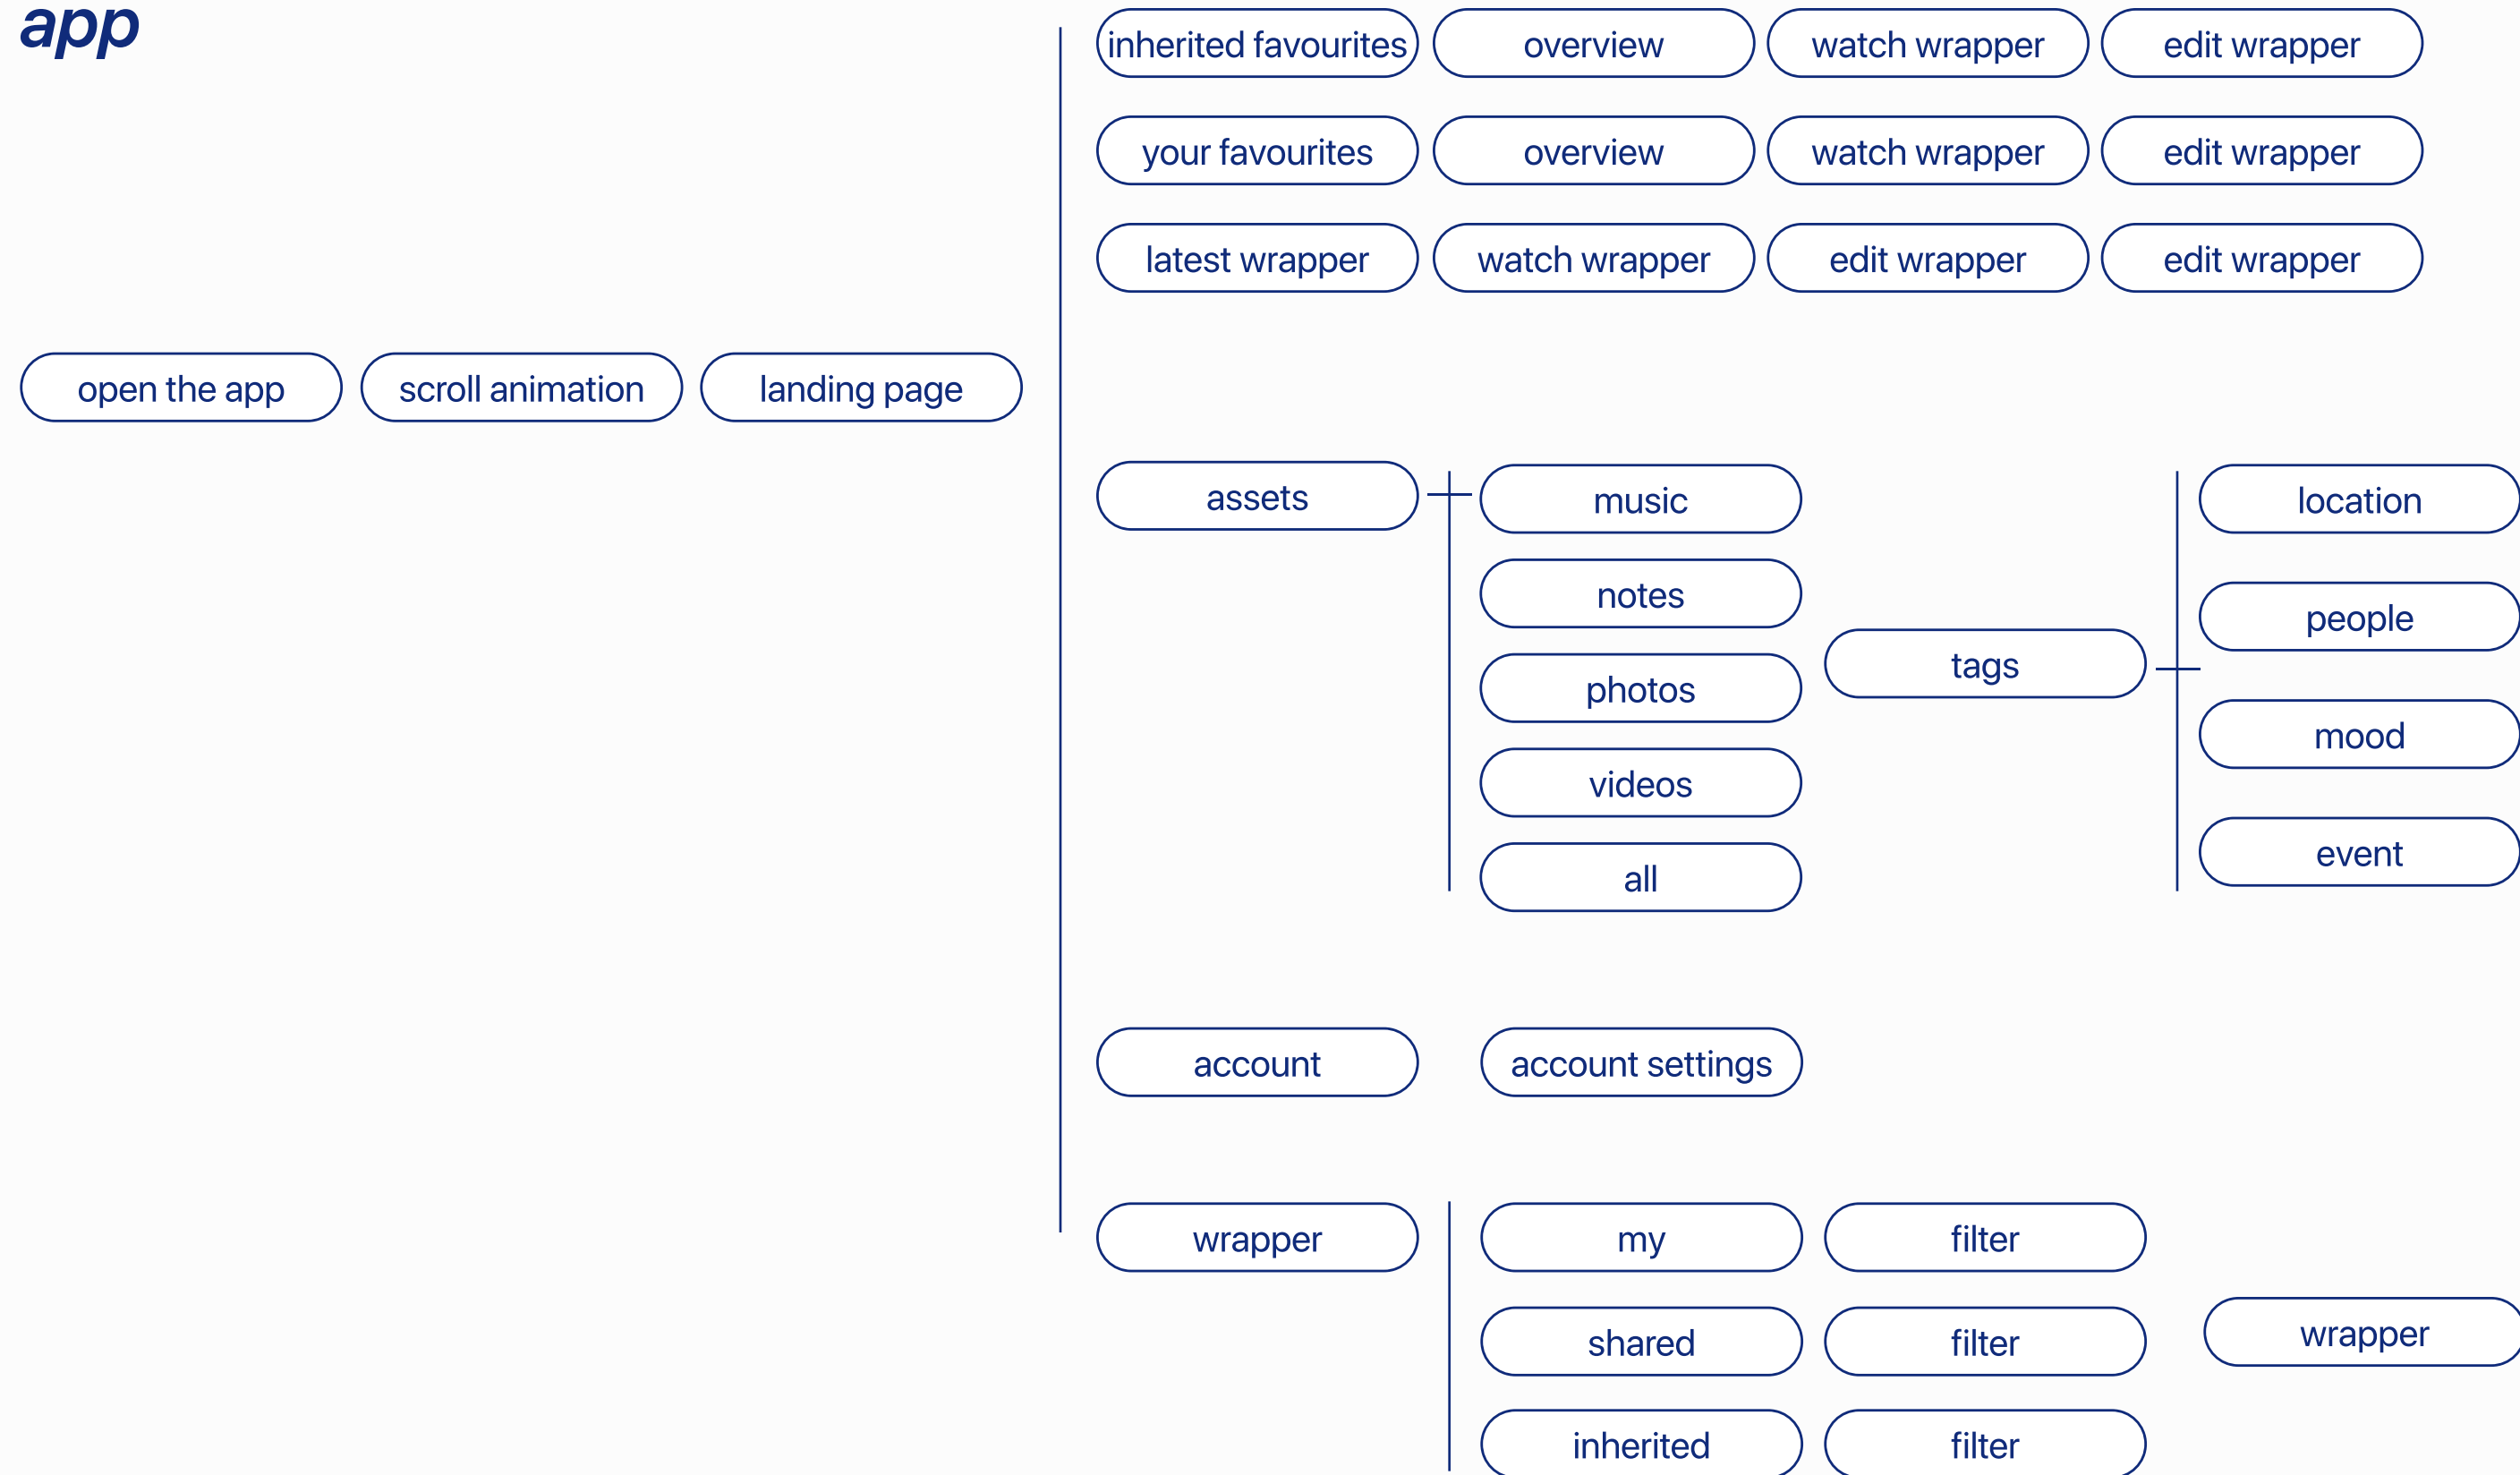 app
inherited favourites
overview
watch wrapper
edit wrapper
your favourites
overview
watch wrapper
edit wrapper
latest wrapper
watch wrapper
edit wrapper
edit wrapper
open the app
scroll animation
landing page
assets
music
notes
photos
videos
all
tags
location
people
mood
event
account
account settings
wrapper
my
filter
shared
filter
inherited
filter
wrapper